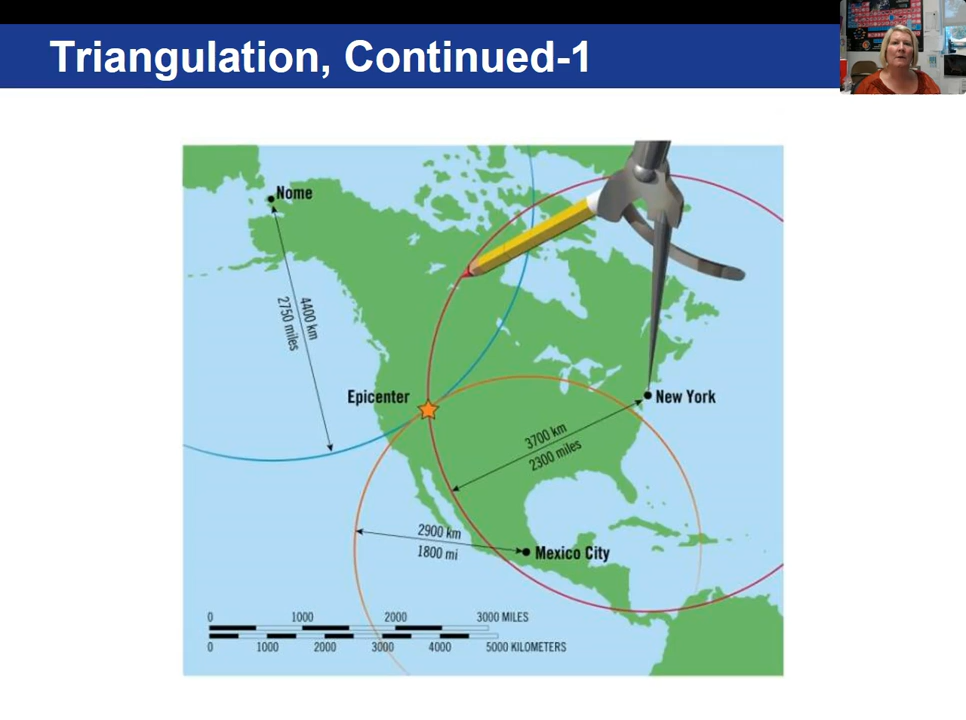 Triangulation, Continued-1
Nome
4400 km
2750 miles
Epicenter
New York
3700 km
2300 miles
2900 km
1800 mi
Mexico City
0 1000 2000 3000 MILES
0 1000 2000 3000 4000 5000 KILOMETERS